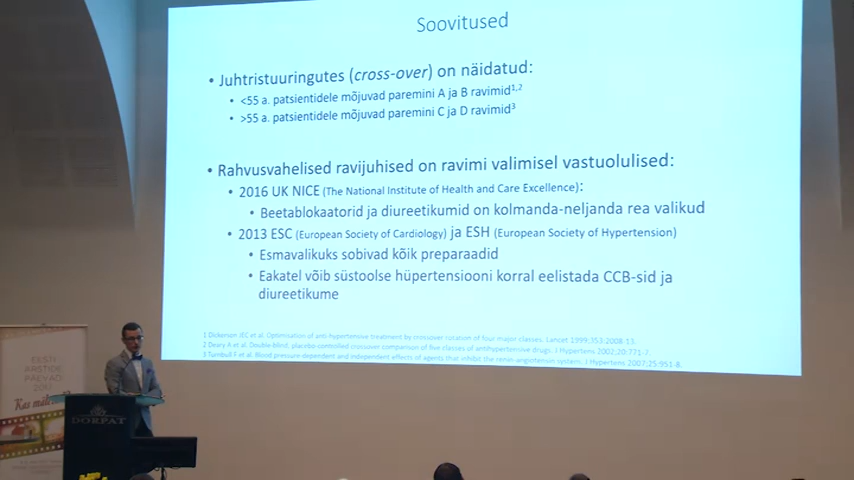 Soovitused
• Juhtristuuringutes (cross-over) on näidatud:
• <55 a. patsientidele mõjuvad paremini A ja B ravimid1,2
• >55 a. patsientidele mõjuvad paremini C ja D ravimid3
• Rahvusvahelised ravijuhised on ravimi valimisel vastuolulised:
• 2016 UK NICE (The National Institute of Health and Care Excellence):
• Beetablokaatorid ja diureetikumid on kolmanda-neljanda rea valikud
• 2013 ESC (European Society of Cardiology) ja ESH (European Society of Hypertension)
• Esmavalikuks sobivad kõik preparaadid
• Eakatel võib süstoolse hüpertensiooni korral eelistada CCB-sid ja
diureetikume
1 Dickerson JEC et al. Optimisation of anti-hypertensive treatment by crossover rotation of four major classes. Lancet 1999;353:2008-13.
2 Deary A et al. Double-blind, placebo-controlled crossover comparison of five classes of antihypertensive drugs. J Hypertens 2002;20:771-7.
3 Turnbull F et al. Blood pressure dependent and independent effects of agents that inhibit the renin-angiotensin system. J Hypertens 2007;25:951-8.
EESTI
ARSTIDE
PÄEVAD
Kas mäletad
DORPAT